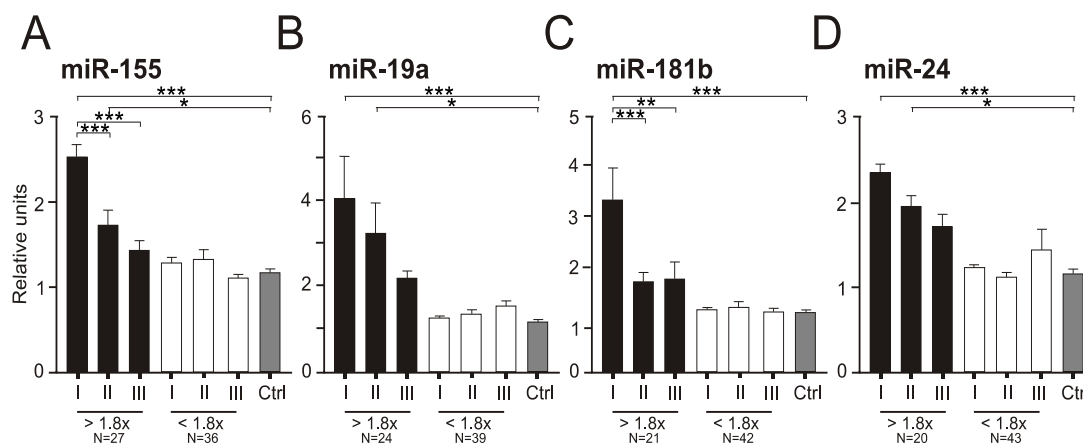 A
miR-155
***
*
***
***
Relative units
3
2
1
0
I II III I II III Ctrl
> 1.8x < 1.8x
N=27 N=36
B
miR-19a
***
*
6
4
2
1
0
I II III I II III Ctrl
> 1.8x < 1.8x
N=24 N=39
C
miR-181b
***
**
***
5
4
3
2
1
0
I II III I II III Ctrl
> 1.8x < 1.8x
N=21 N=42
D
miR-24
***
*
3
2
1
0
I II III I II III Ctrl
> 1.8x < 1.8x
N=20 N=43